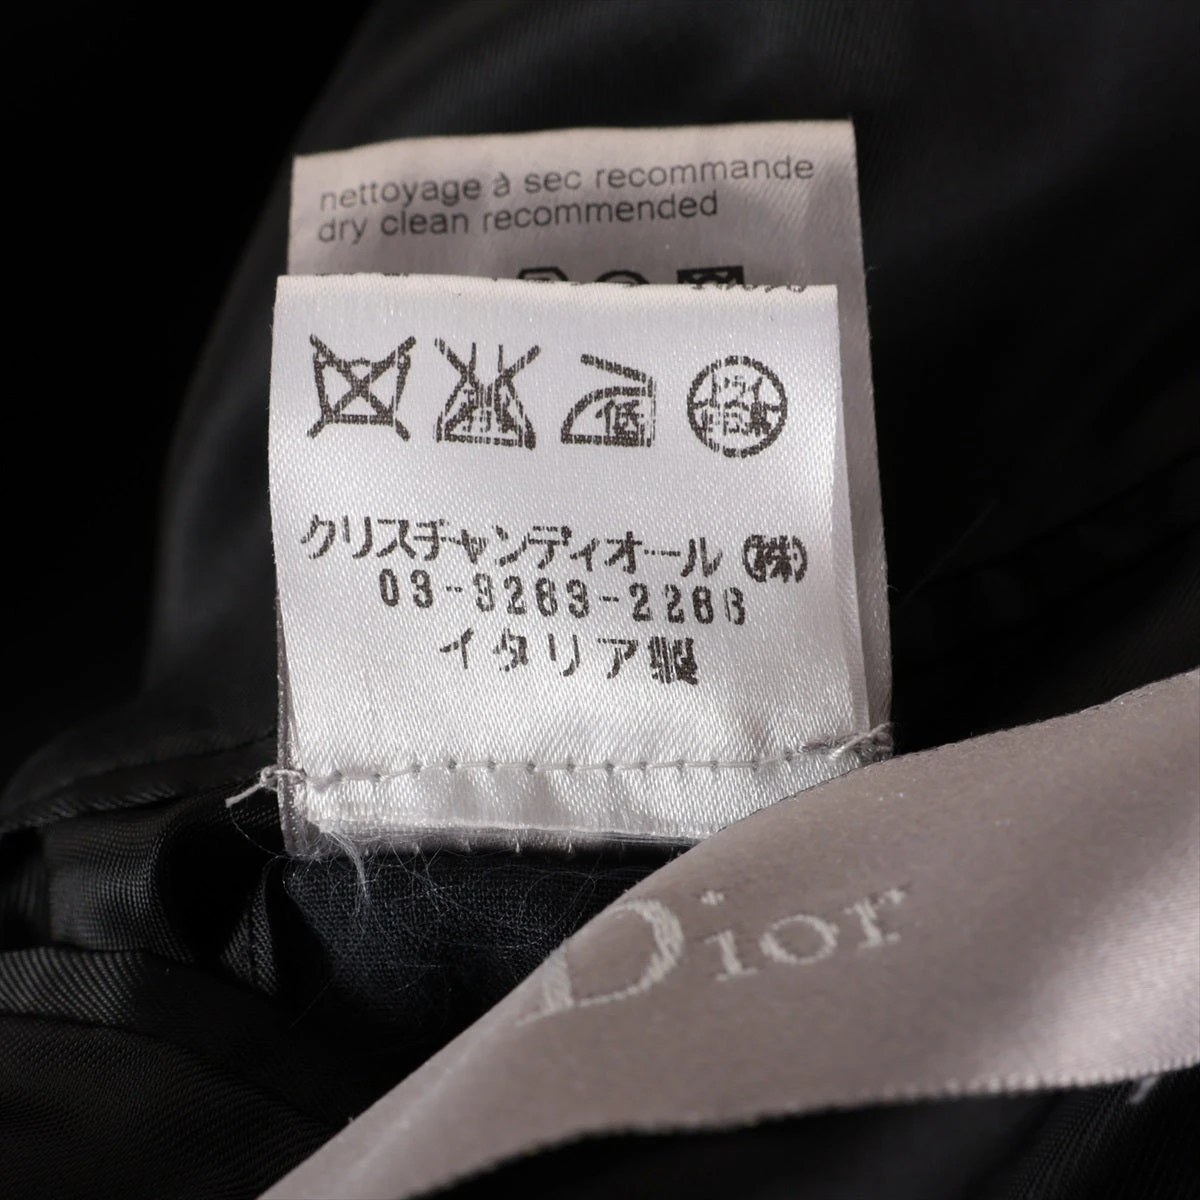 nettoyage à sec recommande
dry clean recommended
低
クリスチャンディオール ㈱
03-3263-2266
イタリア製
Dior